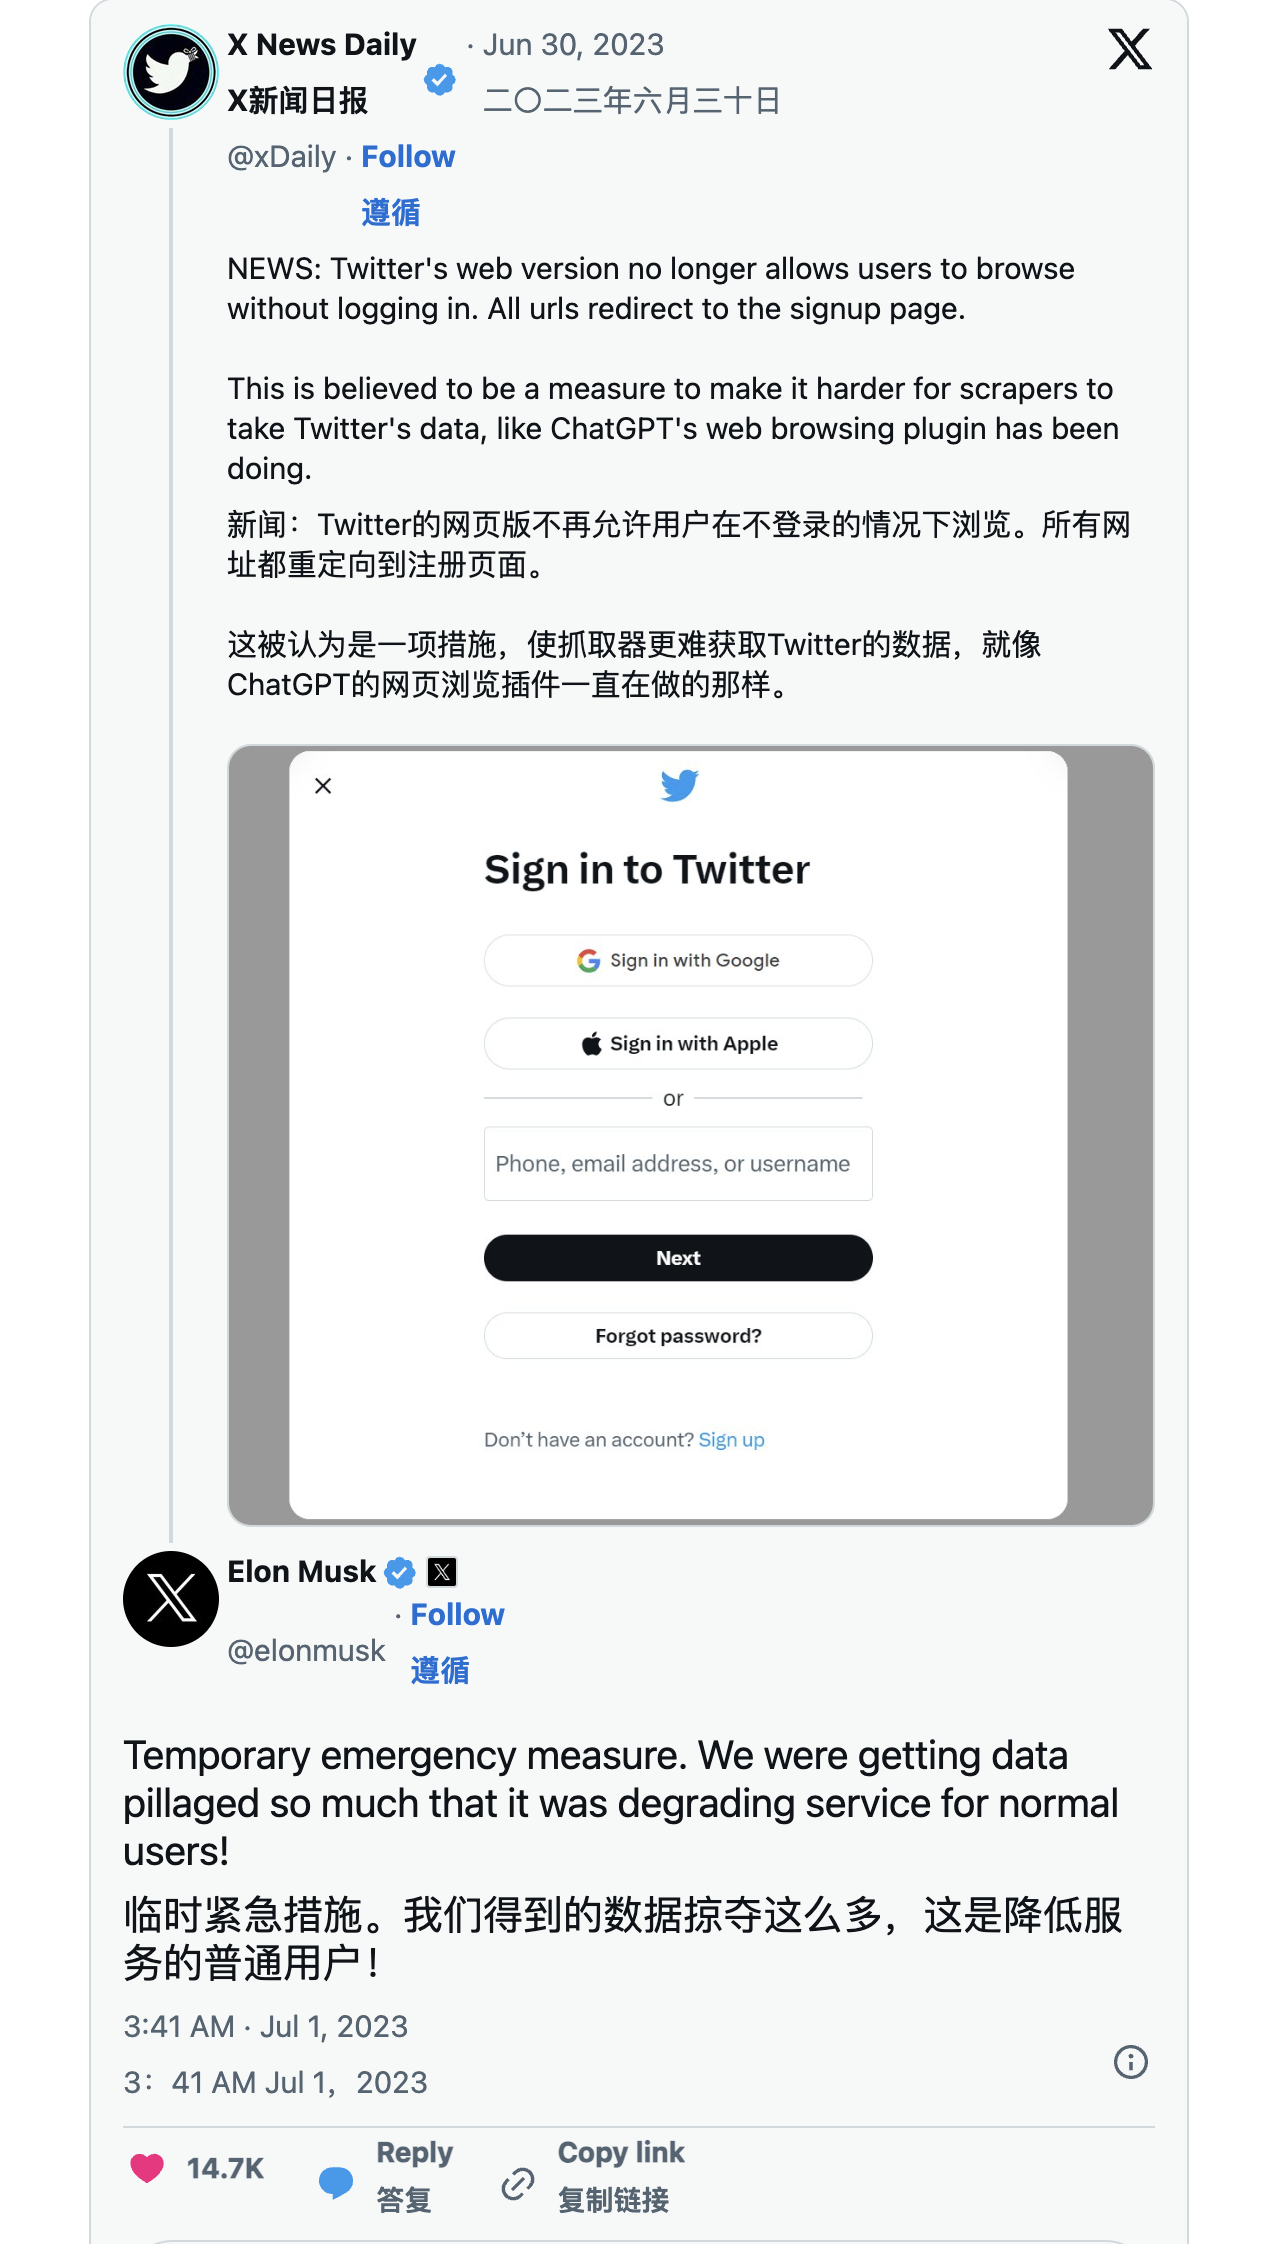 X News Daily · Jun 30, 2023
X新闻日报 二〇二三年六月三十日
@xDaily · Follow
遵循
NEWS: Twitter's web version no longer allows users to browse
without logging in. All urls redirect to the signup page.
This is believed to be a measure to make it harder for scrapers to
take Twitter's data, like ChatGPT's web browsing plugin has been
doing.
新闻：Twitter的网页版不再允许用户在不登录的情况下浏览。所有网
址都重定向到注册页面。
这被认为是一项措施，使抓取器更难获取Twitter的数据，就像
ChatGPT的网页浏览插件一直在做的那样。
Sign in to Twitter
Sign in with Google
Sign in with Apple
or
Phone, email address, or username
Next
Forgot password?
Don’t have an account? Sign up
Elon Musk
· Follow
@elonmusk
遵循
Temporary emergency measure. We were getting data
pillaged so much that it was degrading service for normal
users!
临时紧急措施。我们得到的数据掠夺这么多，这是降低服
务的普通用户！
3:41 AM · Jul 1, 2023
3：41 AM Jul 1，2023
14.7K Reply Copy link
答复 复制链接